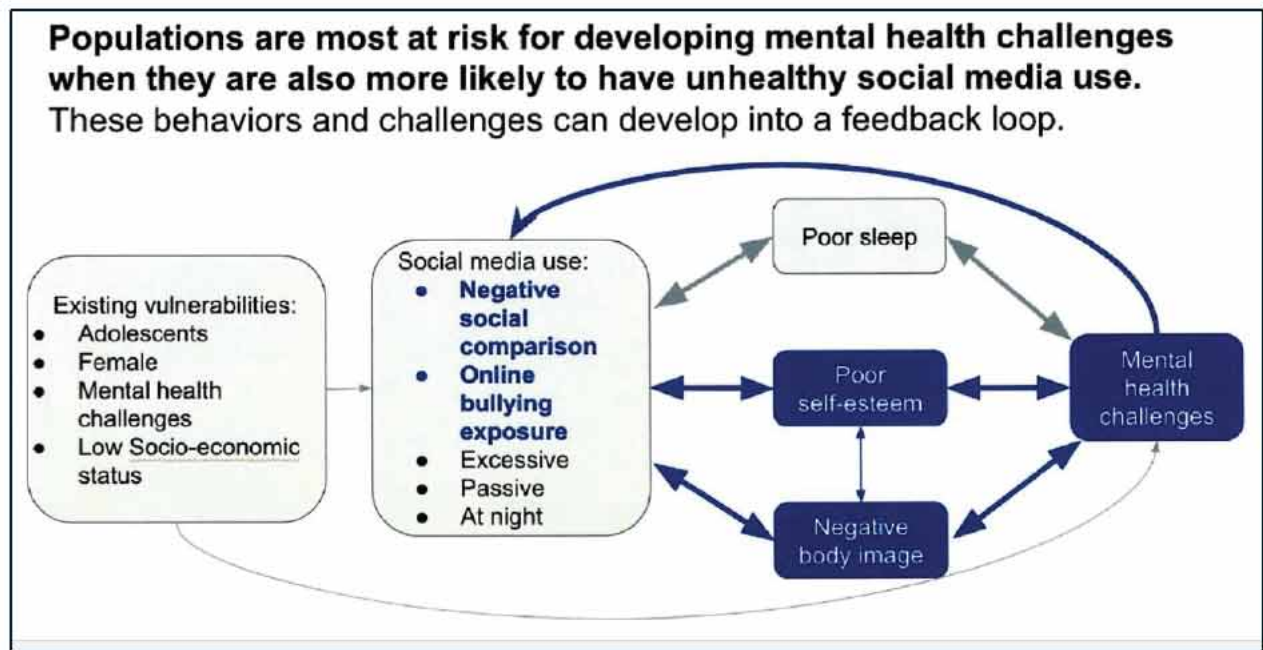 Populations are most at risk for developing mental health challenges
when they are also more likely to have unhealthy social media use.
These behaviors and challenges can develop into a feedback loop.
Existing vulnerabilities:
● Adolescents
● Female
● Mental health
challenges
● Low Socio-economic
status
Social media use:
● Negative
social
comparison
● Online
bullying
exposure
● Excessive
● Passive
● At night
Poor sleep
Poor
self-esteem
Negative
body image
Mental
health
challenges